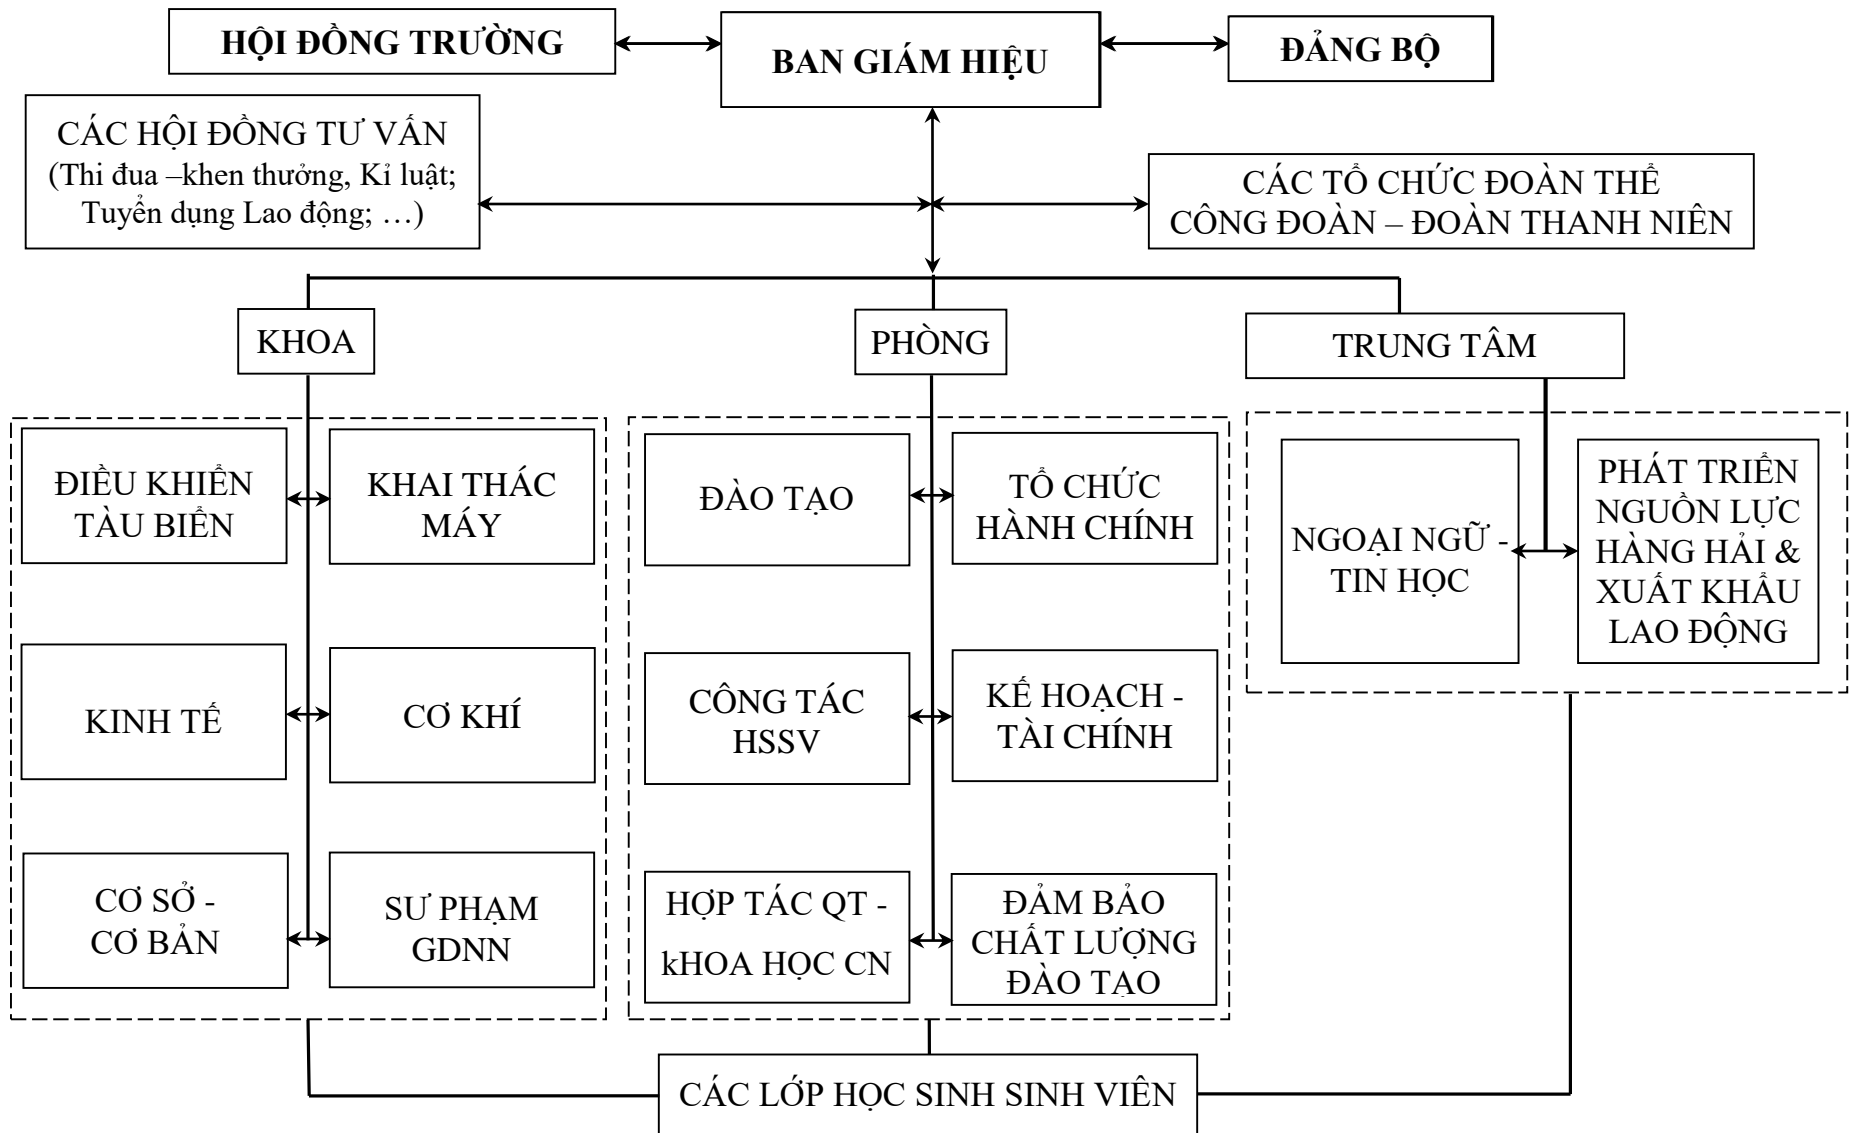 HỘI ĐỒNG TRƯỜNG
BAN GIÁM HIỆU
ĐẢNG BỘ
CÁC HỘI ĐỒNG TƯ VẤN
(Thi đua –khen thưởng, Kỉ luật;
Tuyển dụng Lao động; …)
CÁC TỔ CHỨC ĐOÀN THỂ
CÔNG ĐOÀN – ĐOÀN THANH NIÊN
KHOA
PHÒNG
TRUNG TÂM
ĐIỀU KHIỂN
TÀU BIỂN
KHAI THÁC
MÁY
KINH TẾ
CƠ KHÍ
CƠ SỞ -
CƠ BẢN
SƯ PHẠM
GDNN
ĐÀO TẠO
TỔ CHỨC
HÀNH CHÍNH
CÔNG TÁC
HSSV
KẾ HOẠCH -
TÀI CHÍNH
HỢP TÁC QT -
kHOA HỌC CN
ĐẢM BẢO
CHẤT LƯỢNG
ĐÀO TẠO
NGOẠI NGỮ -
TIN HỌC
PHÁT TRIỂN
NGUỒN LỰC
HÀNG HẢI &
XUẤT KHẨU
LAO ĐỘNG
CÁC LỚP HỌC SINH SINH VIÊN